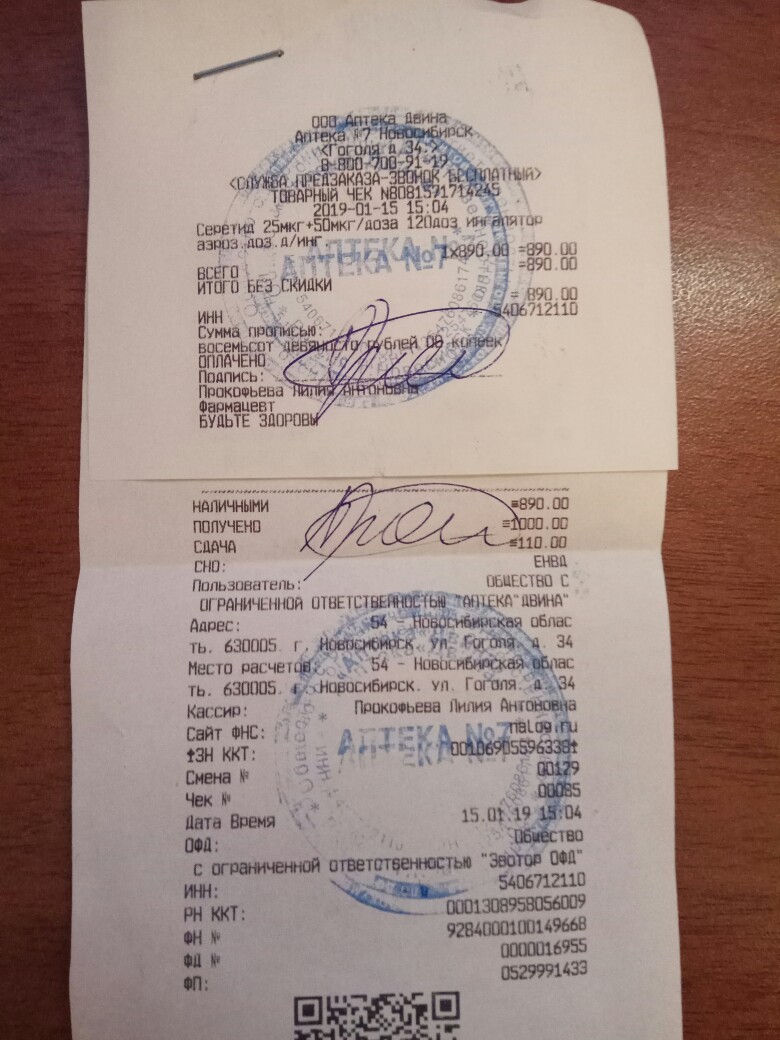 ООО Аптека Двина
Аптека №7 Новосибирск
<Гоголя д.34.>
8-800-700-91-19
<СЛУЖБА ПРЕДЗАКАЗА-ЗВОНОК БЕСПЛАТНЫЙ>
ТОВАРНЫЙ ЧЕК N8081571714245
2019-01-15 15:04
Серетид 25мкг+50мкг/доза 120доз ингалятор
аэроз.доз.д/инг
1x890.00 =890.00
ВСЕГО =890.00
ИТОГО БЕЗ СКИДКИ
= 890.00
ИНН 5406712110
Сумма прописью:
восемьсот девяносто рублей 00 копеек
ОПЛАЧЕНО
Подпись:
Прокофьева Лилия Антоновна
Фармацевт
БУДЬТЕ ЗДОРОВЫ
АПТЕКА №7
НАЛИЧНЫМИ =890.00
ПОЛУЧЕНО =1000.00
СДАЧА =110.00
СНО: ЕНВД
Пользователь: ОБЩЕСТВО С
ОГРАНИЧЕННОЙ ОТВЕТСТВЕННОСТЬЮ "АПТЕКА"ДВИНА"
Адрес: 54 - Новосибирская облас
ть, 630005, г. Новосибирск, ул. Гоголя, д. 34
Место расчетов: 54 - Новосибирская облас
ть, 630005, г. Новосибирск, ул. Гоголя, д. 34
Кассир: Прокофьева Лилия Антоновна
Сайт ФНС: nalog.ru
ЗН ККТ: 00106905596338
Смена № 00129
Чек № 00085
Дата Время 15.01.19 15:04
ОФД: Общество
с ограниченной ответственностью "Эвотор ОФД"
ИНН: 5406712110
РН ККТ: 0001308958056009
ФН № 9284000100149668
ФД № 0000016955
ФП: 0529991433
АПТЕКА №7